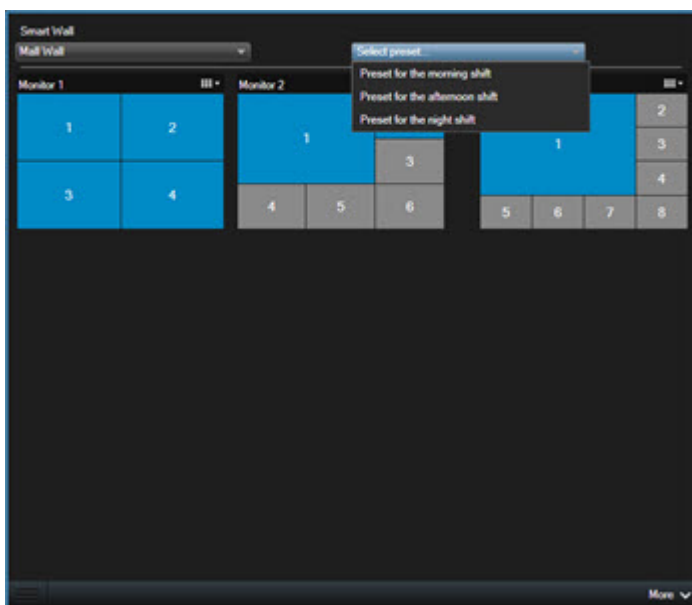 Smart Wall
Mall Wall
Select preset...
Preset for the morning shift
Preset for the afternoon shift
Preset for the night shift
Monitor 1
Monitor 2
1 2
3 4
1
3
4 5 6
1
2
3
4
5 6 7 8
More